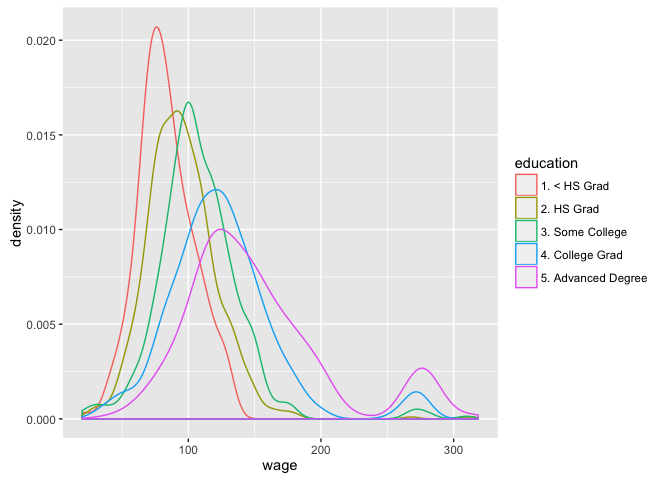 0.020
0.015
0.010
0.005
0.000
density
100 200 300
wage
education
1. < HS Grad
2. HS Grad
3. Some College
4. College Grad
5. Advanced Degree